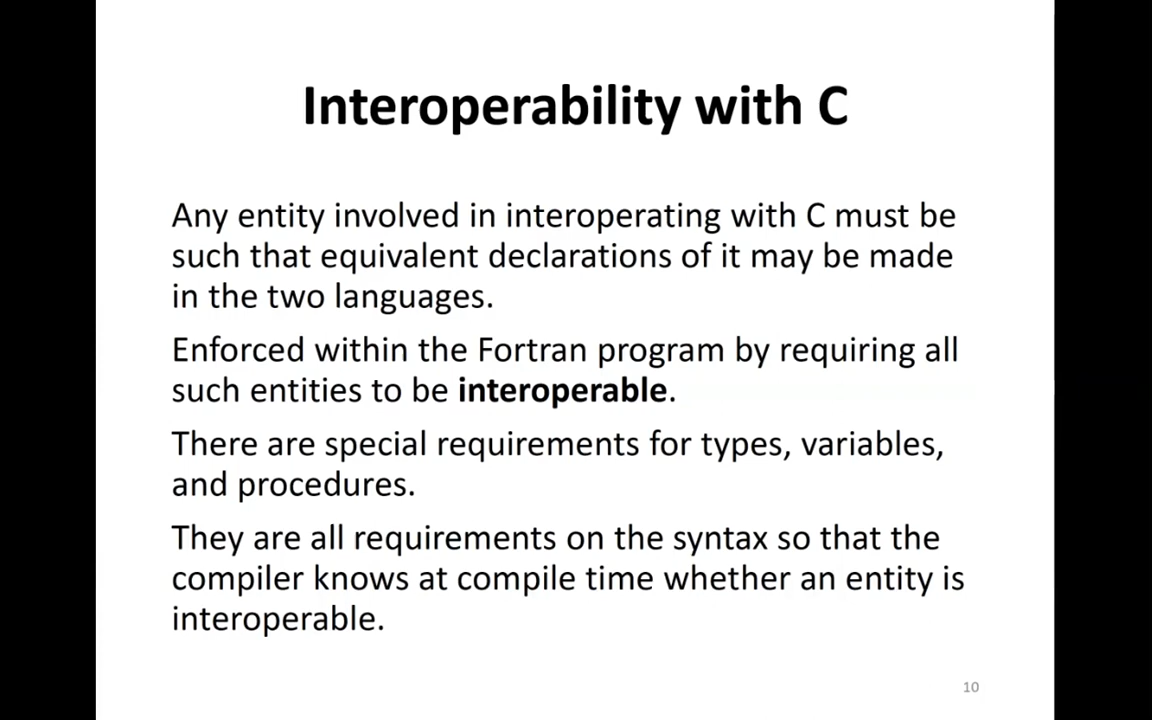 Interoperability with C
Any entity involved in interoperating with C must be
such that equivalent declarations of it may be made
in the two languages.
Enforced within the Fortran program by requiring all
such entities to be interoperable.
There are special requirements for types, variables,
and procedures.
They are all requirements on the syntax so that the
compiler knows at compile time whether an entity is
interoperable.
10